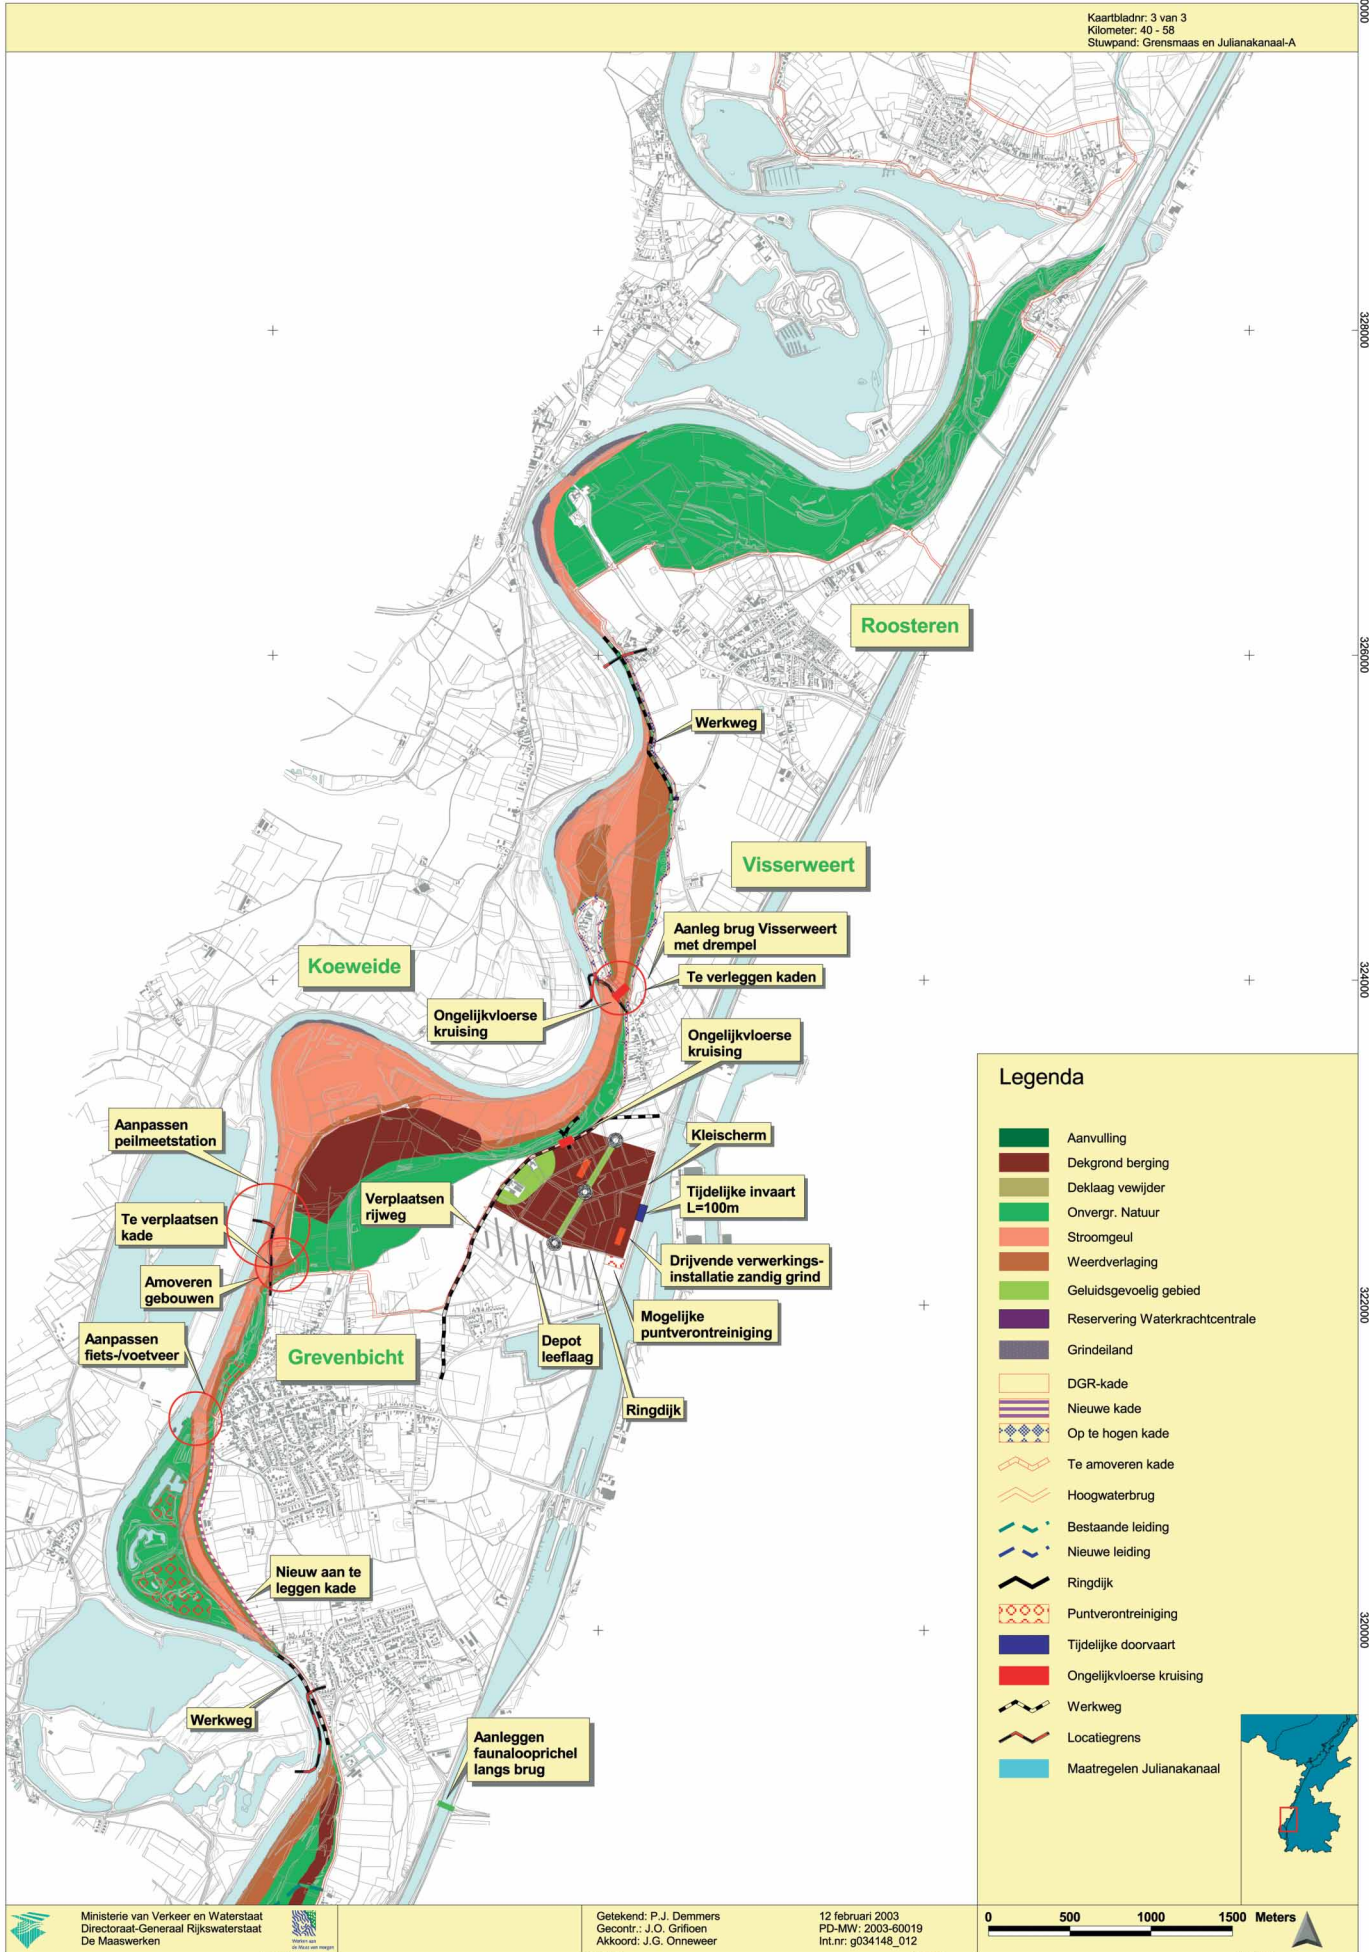 Kaartbladnr: 3 van 3
Kilometer: 40 - 58
Stuwpand: Grensmaas en Julianakanaal-A
328000
326000
324000
322000
320000
Roosteren
Werkweg
Visserweert
Aanleg brug Visserweert
met drempel
Te verleggen kaden
Koeweide
Ongelijkvloerse
kruising
Ongelijkvloerse
kruising
Aanpassen
peilmeetstation
Kleischerm
Verplaatsen
rijweg
Tijdelijke invaart
L=100m
Te verplaatsen
kade
Drijvende verwerkings-
installatie zandig grind
Amoveren
gebouwen
Mogelijke
puntverontreiniging
Aanpassen
fiets-/voetveer
Grevenbicht
Depot
leeflaag
Ringdijk
Nieuw aan te
leggen kade
Werkweg
Aanleggen
faunalooprichel
langs brug
Legenda
Aanvulling
Dekgrond berging
Deklaag vewijder
Onvergr. Natuur
Stroomgeul
Weerdverlaging
Geluidsgevoelig gebied
Reservering Waterkrachtcentrale
Grindeiland
DGR-kade
Nieuwe kade
Op te hogen kade
Te amoveren kade
Hoogwaterbrug
Bestaande leiding
Nieuwe leiding
Ringdijk
Puntverontreiniging
Tijdelijke doorvaart
Ongelijkvloerse kruising
Werkweg
Locatiegrens
Maatregelen Julianakanaal
Ministerie van Verkeer en Waterstaat
Directoraat-Generaal Rijkswaterstaat
De Maaswerken
Werken aan
de Maas van morgen
Getekend: P.J. Demmers
Gecontr.: J.O. Grifioen
Akkoord: J.G. Onneweer
12 februari 2003
PD-MW: 2003-60019
Int.nr: g034148_012
0 500 1000 1500 Meters